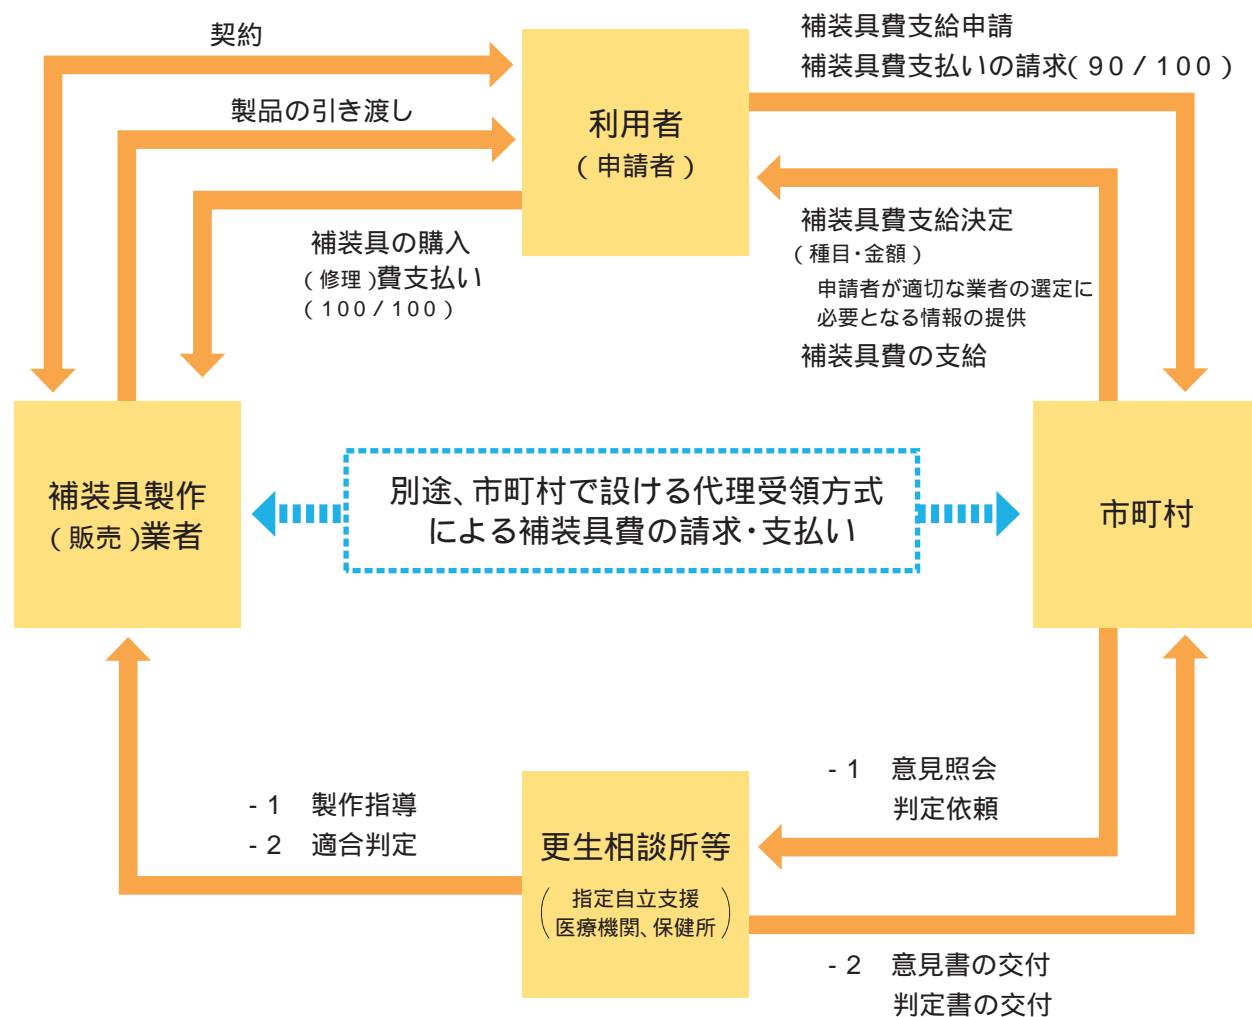 契約
製品の引き渡し
補装具の購入
(修理)費支払い
(100/100)
利用者
(申請者)
補装具費支給申請
補装具費支払いの請求(90/100)
補装具費支給決定
(種目・金額)
申請者が適切な業者の選定に
必要となる情報の提供
補装具費の支給
補装具製作
(販売)業者
別途、市町村で設ける代理受領方式
による補装具費の請求・支払い
市町村
-1 製作指導
-2 適合判定
更生相談所等
(指定自立支援
医療機関、保健所)
-1 意見照会
判定依頼
-2 意見書の交付
判定書の交付